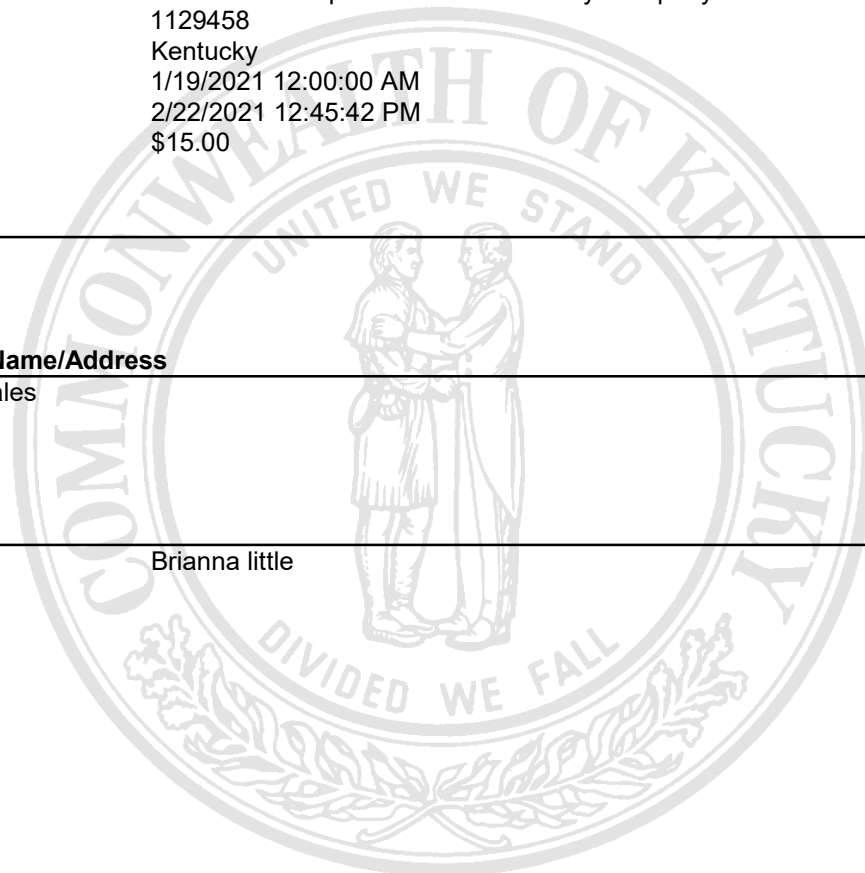 1129458
Kentucky
1/19/2021 12:00:00 AM
2/22/2021 12:45:42 PM
$15.00
COMMONWEALTH OF KENTUCKY
UNITED WE STAND
Name/Address
Brianna little
DIVIDED WE FALL